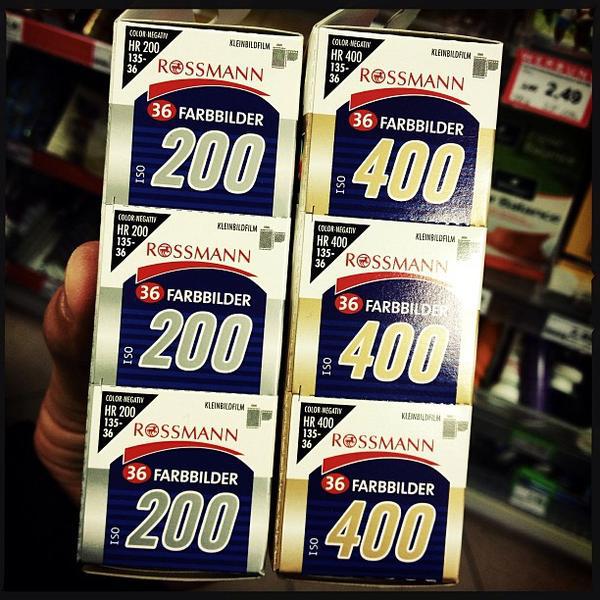 COLOR-NEGATIV
HR 200
135-
36
KLEINBILDFILM
ROSSMANN
36 FARBBILDER
ISO 200
COLOR-NEGATIV
HR 400
135-
36
KLEINBILDFILM
ROSSMANN
36 FARBBILDER
ISO 400
COLOR-NEGATIV
HR 200
135-
36
KLEINBILDFILM
ROSSMANN
36 FARBBILDER
ISO 200
COLOR-NEGATIV
HR 400
135-
36
KLEINBILDFILM
ROSSMANN
36 FARBBILDER
ISO 400
COLOR-NEGATIV
HR 200
135-
36
KLEINBILDFILM
ROSSMANN
36 FARBBILDER
ISO 200
COLOR-NEGATIV
HR 400
135-
36
KLEINBILDFILM
ROSSMANN
36 FARBBILDER
ISO 400
WERBUNG
2.49
Balance